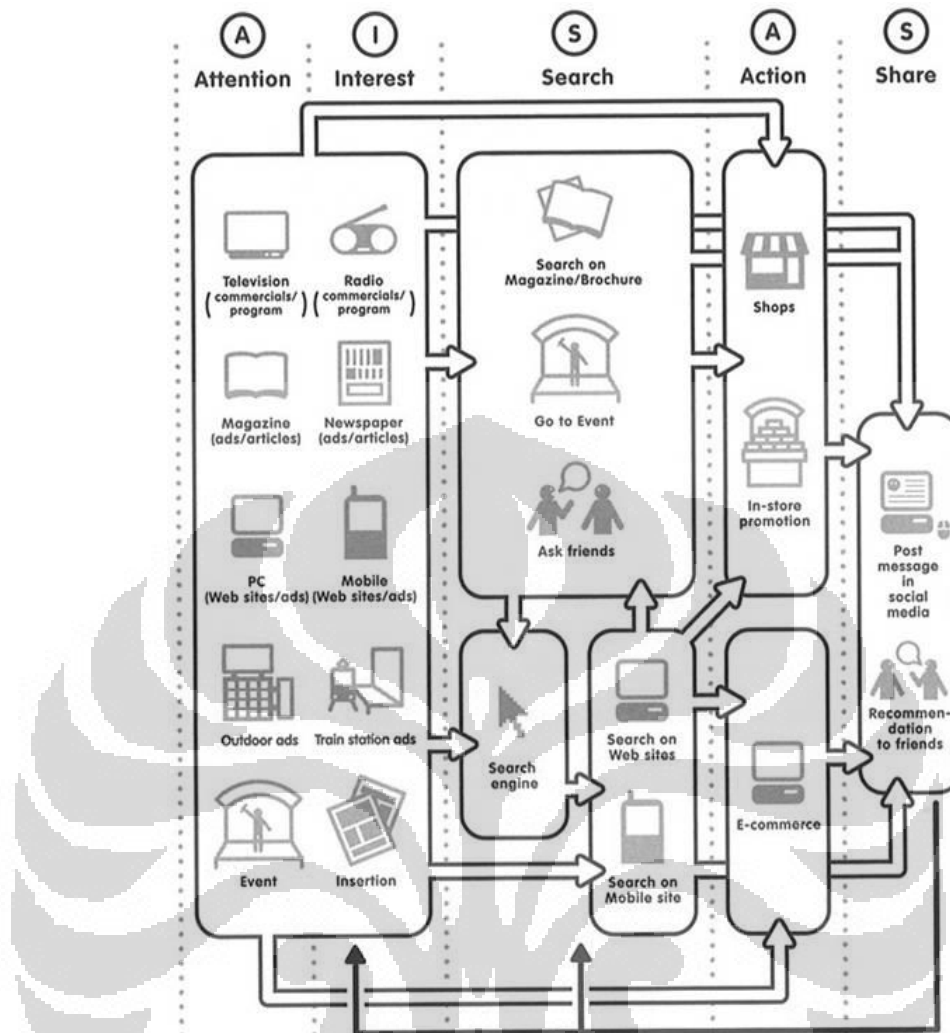 A
I
S
A
S
Attention
Interest
Search
Action
Share
Television
(commercials/
program)
Radio
(commercials/
program)
Magazine
(ads/articles)
Newspaper
(ads/articles)
PC
(Web sites/ads)
Mobile
(Web sites/ads)
Outdoor ads
Train station ads
Event
Insertion
Search on
Magazine/Brochure
Go to Event
Ask friends
Search
engine
Search on
Web sites
Search on
Mobile site
Shops
In-store
promotion
E-commerce
Post
message
in
social
media
Recommen-
dation
to friends